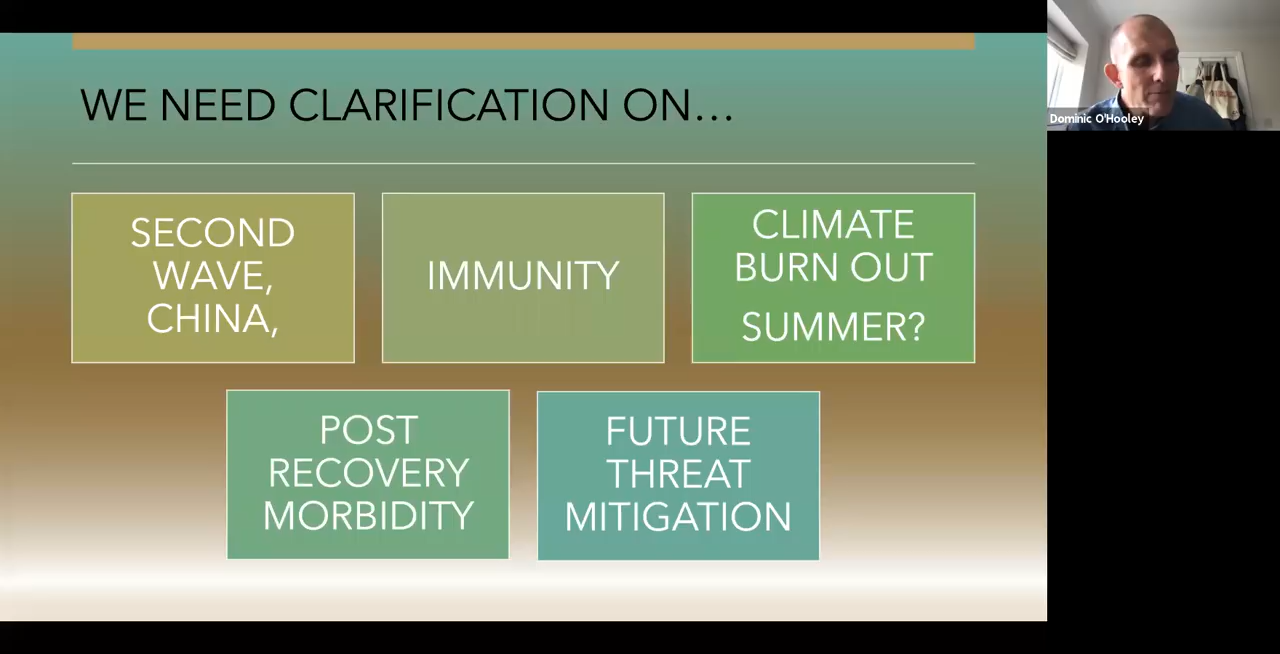 WE NEED CLARIFICATION ON…
SECOND
WAVE,
CHINA,
IMMUNITY
CLIMATE
BURN OUT
SUMMER?
POST
RECOVERY
MORBIDITY
FUTURE
THREAT
MITIGATION
Dominic O'Hooley